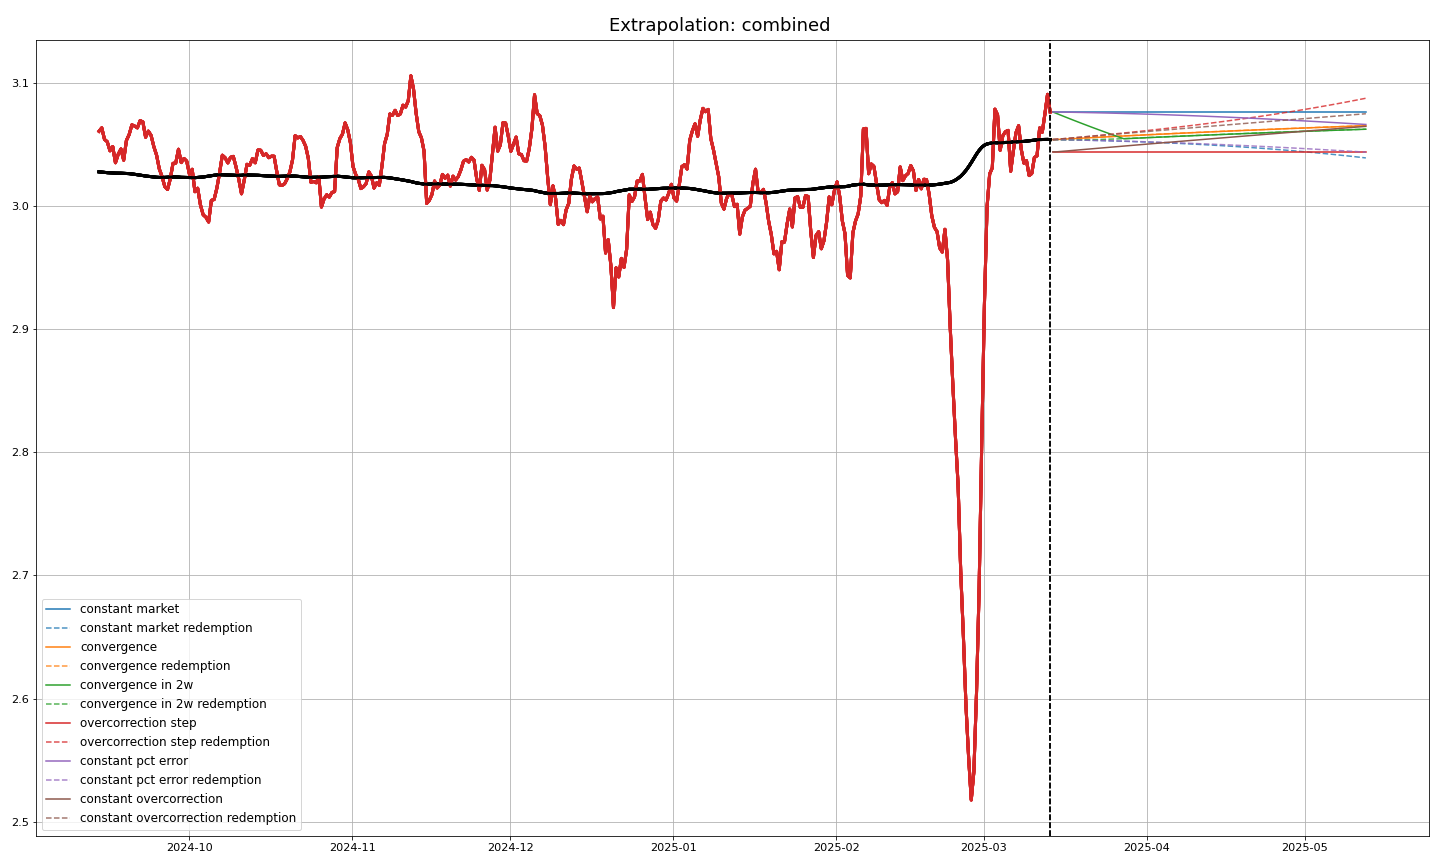 Extrapolation: combined
3.1
3.0
2.9
2.8
2.7
2.6
2.5
constant market
constant market redemption
convergence
convergence redemption
convergence in 2w
convergence in 2w redemption
overcorrection step
overcorrection step redemption
constant pct error
constant pct error redemption
constant overcorrection
constant overcorrection redemption
2024-10 2024-11 2024-12 2025-01 2025-02 2025-03 2025-04 2025-05